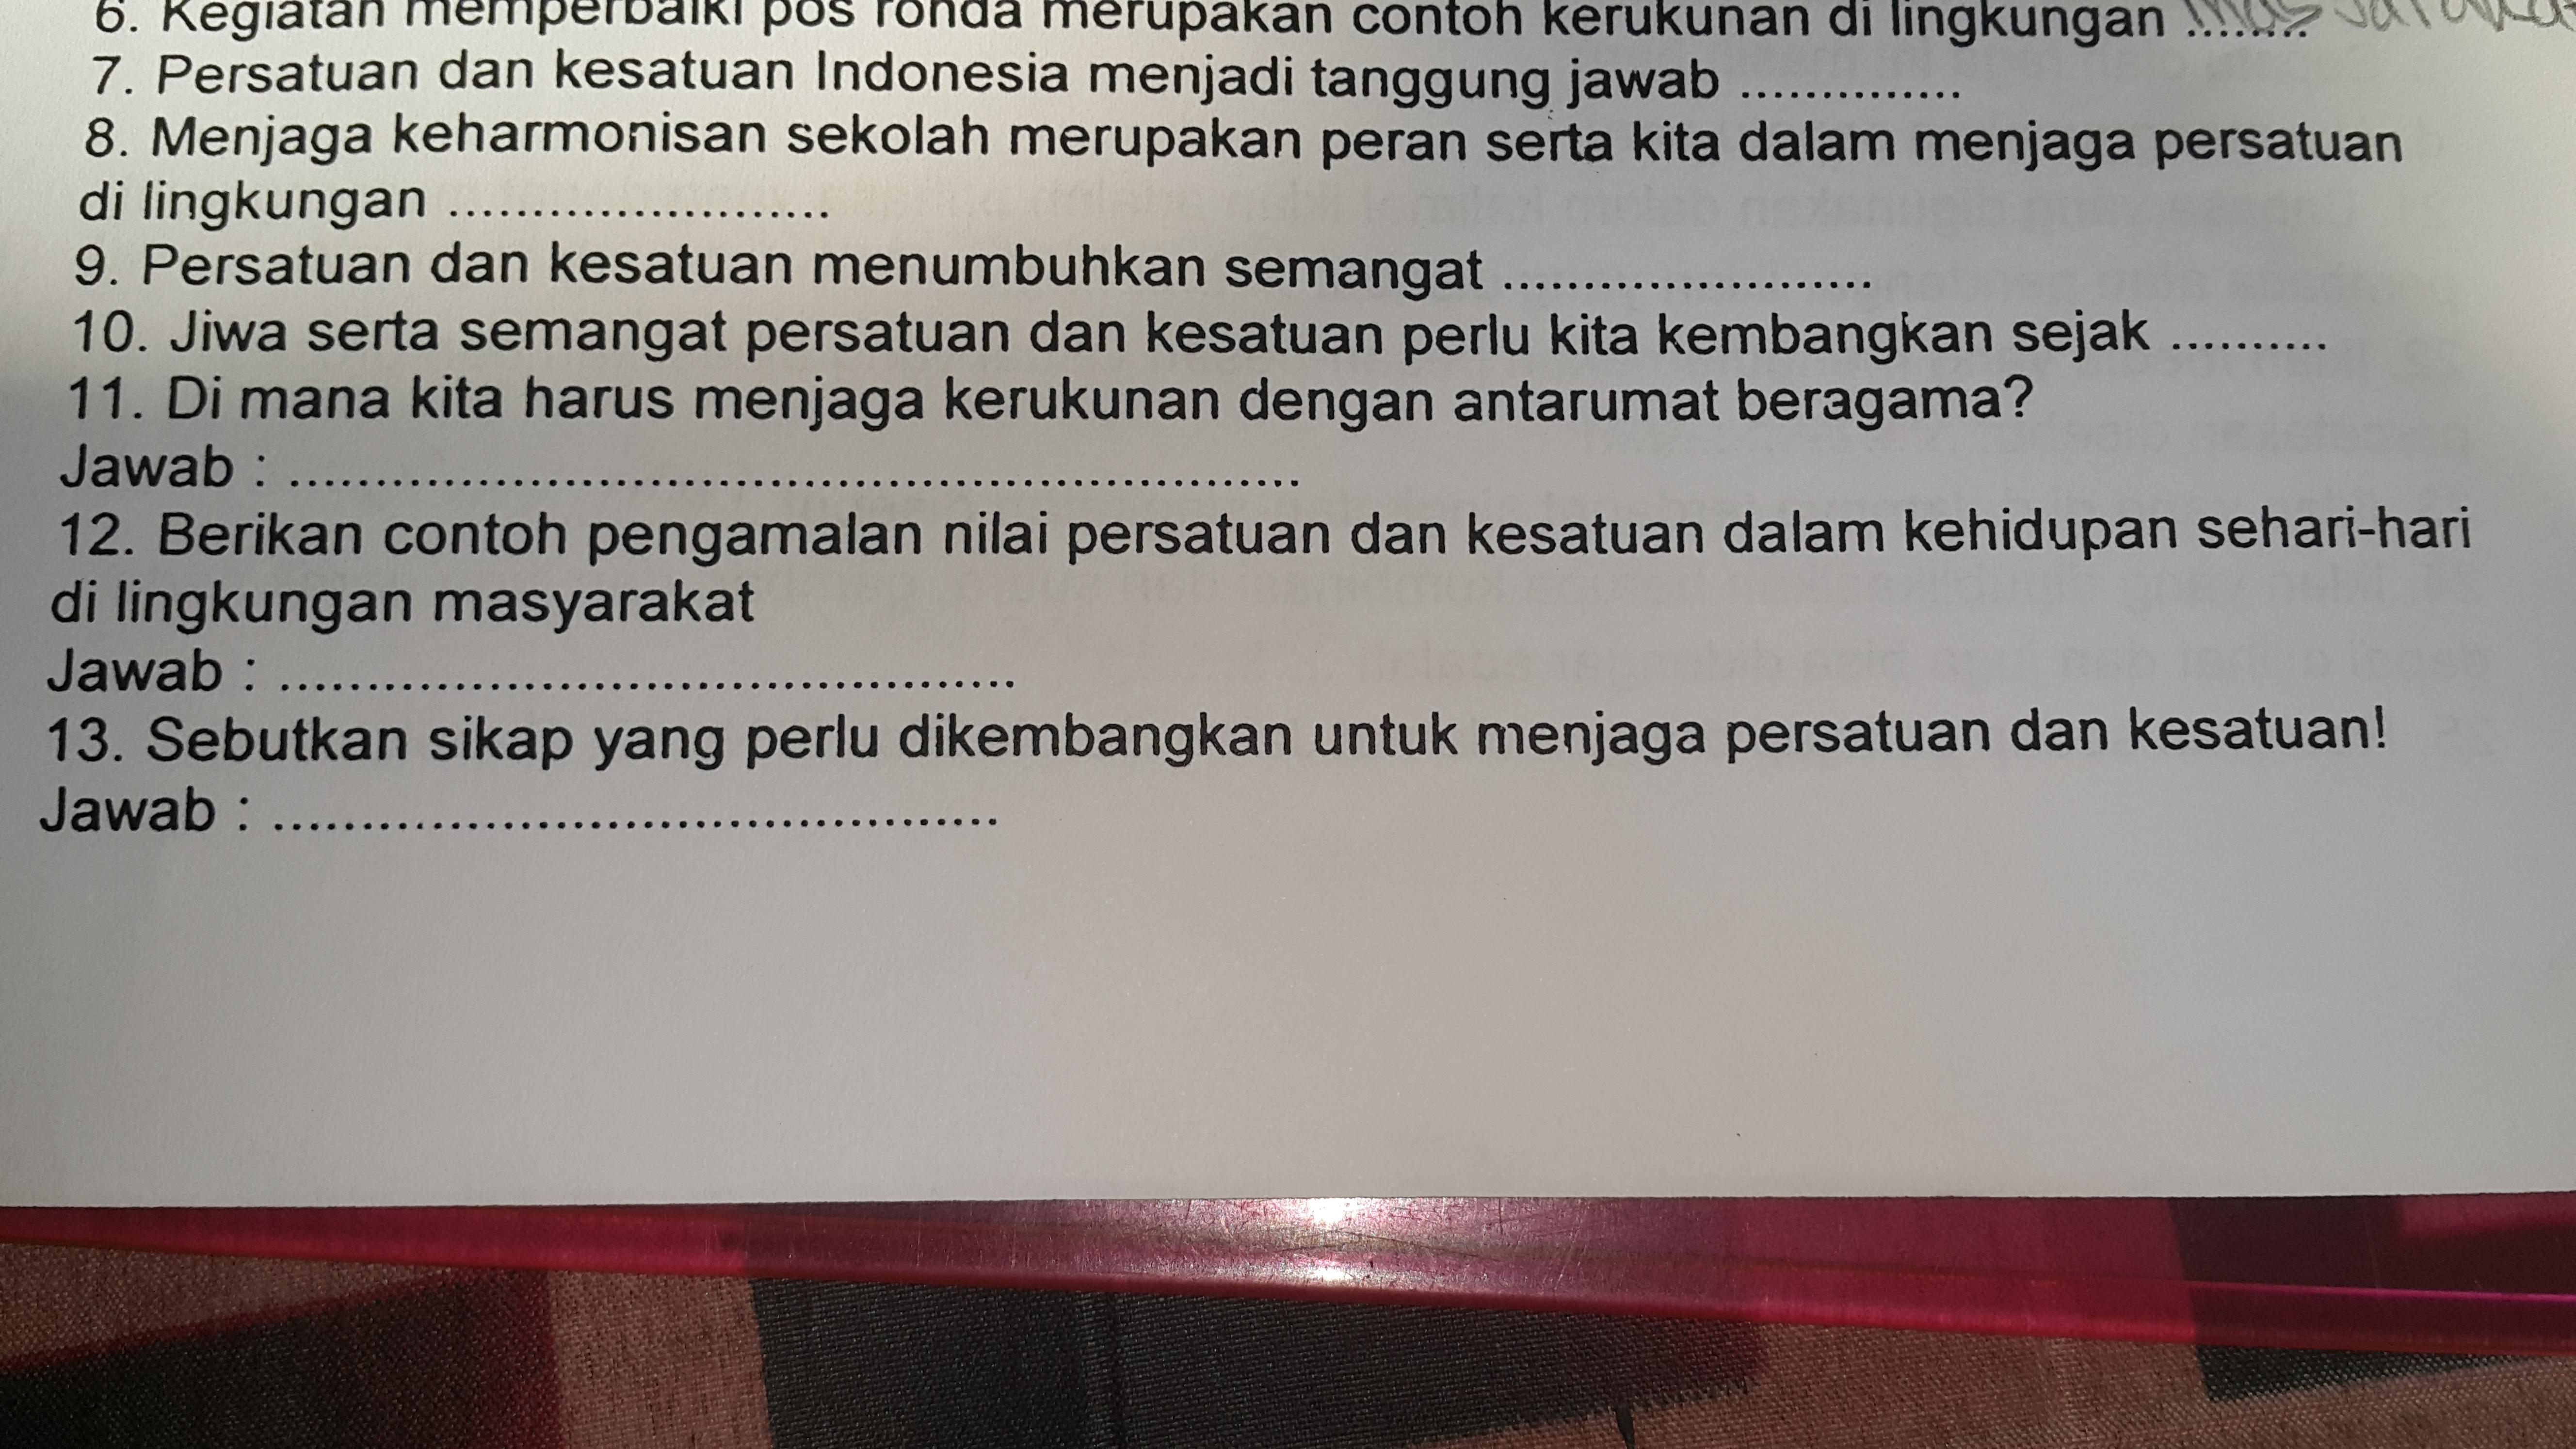 6. Kegiatan memperbaiki pos ronda merupakan contoh kerukunan di lingkungan ........
7. Persatuan dan kesatuan Indonesia menjadi tanggung jawab ..............
8. Menjaga keharmonisan sekolah merupakan peran serta kita dalam menjaga persatuan
di lingkungan ........................
9. Persatuan dan kesatuan menumbuhkan semangat .......................
10. Jiwa serta semangat persatuan dan kesatuan perlu kita kembangkan sejak ..........
11. Di mana kita harus menjaga kerukunan dengan antarumat beragama?
Jawab : .................................................................
12. Berikan contoh pengamalan nilai persatuan dan kesatuan dalam kehidupan sehari-hari
di lingkungan masyarakat
Jawab : ...............................................
13. Sebutkan sikap yang perlu dikembangkan untuk menjaga persatuan dan kesatuan!
Jawab : ..............................................